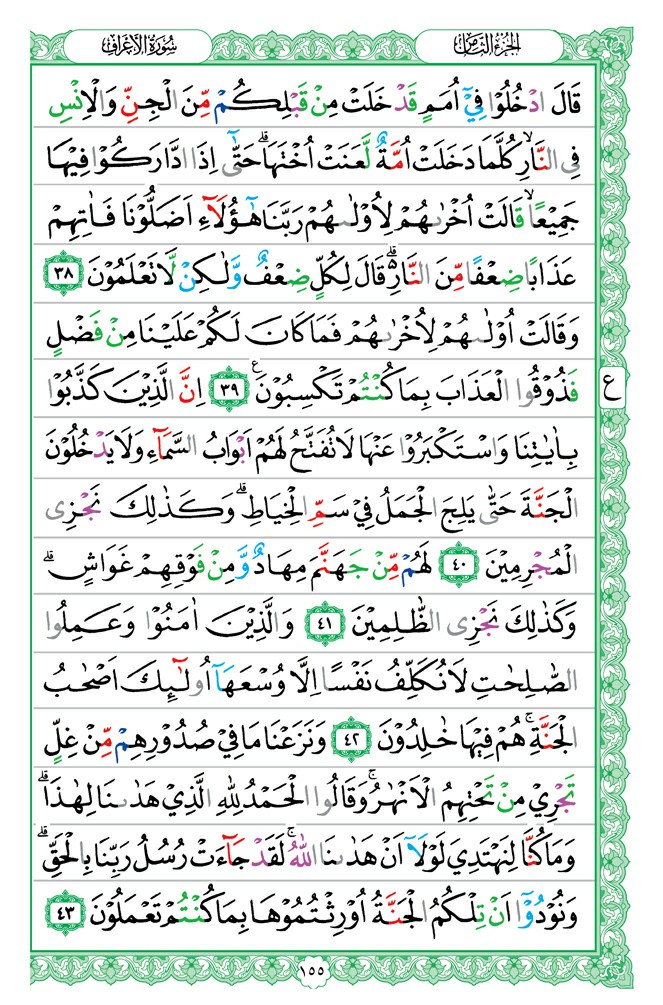 الجزء الثامن
سورة الأعراف
قَالَ ادْخُلُوْا فِيْٓ اُمَمٍ قَدْ خَلَتْ مِنْ قَبْلِكُمْ مِّنَ الْجِنِّ وَالْاِنْسِ
فِى النَّارِۙ كُلَّمَا دَخَلَتْ اُمَّةٌ لَّعَنَتْ اُخْتَهَاۗ حَتّٰٓى اِذَا ادَّارَكُوْا فِيْهَا
جَمِيْعًاۙ قَالَتْ اُخْرٰىهُمْ لِاُوْلٰىهُمْ رَبَّنَا هٰٓؤُلَاۤءِ اَضَلُّوْنَا فَاٰتِهِمْ
عَذَابًا ضِعْفًا مِّنَ النَّارِۗ قَالَ لِكُلٍّ ضِعْفٌ وَّلٰكِنْ لَّا تَعْلَمُوْنَ ٣٨
وَقَالَتْ اُوْلٰىهُمْ لِاُخْرٰىهُمْ فَمَا كَانَ لَكُمْ عَلَيْنَا مِنْ فَضْلٍ
فَذُوْقُوا الْعَذَابَ بِمَا كُنْتُمْ تَكْسِبُوْنَ ࣖ ٣٩ اِنَّ الَّذِيْنَ كَذَّبُوْا
ع
بِاٰيٰتِنَا وَاسْتَكْبَرُوْا عَنْهَا لَا تُفَتَّحُ لَهُمْ اَبْوَابُ السَّمَاۤءِ وَلَا يَدْخُلُوْنَ
الْجَنَّةَ حَتّٰى يَلِجَ الْجَمَلُ فِيْ سَمِّ الْخِيَاطِۗ وَكَذٰلِكَ نَجْزِى
الْمُجْرِمِيْنَ ٤٠ لَهُمْ مِّنْ جَهَنَّمَ مِهَادٌ وَّمِنْ فَوْقِهِمْ غَوَاشٍۗ
وَكَذٰلِكَ نَجْزِى الظّٰلِمِيْنَ ٤١ وَالَّذِيْنَ اٰمَنُوْا وَعَمِلُوا
الصّٰلِحٰتِ لَا نُكَلِّفُ نَفْسًا اِلَّا وُسْعَهَآ اُولٰۤىِٕكَ اَصْحٰبُ
الْجَنَّةِۚ هُمْ فِيْهَا خٰلِدُوْنَ ٤٢ وَنَزَعْنَا مَا فِيْ صُدُوْرِهِمْ مِّنْ غِلٍّ
تَجْرِيْ مِنْ تَحْتِهِمُ الْاَنْهٰرُۚ وَقَالُوا الْحَمْدُ لِلّٰهِ الَّذِيْ هَدٰىنَا لِهٰذَاۗ
وَمَا كُنَّا لِنَهْتَدِيَ لَوْلَآ اَنْ هَدٰىنَا اللّٰهُۚ لَقَدْ جَاۤءَتْ رُسُلُ رَبِّنَا بِالْحَقِّۗ
وَنُوْدُوْٓا اَنْ تِلْكُمُ الْجَنَّةُ اُوْرِثْتُمُوْهَا بِمَا كُنْتُمْ تَعْمَلُوْنَ ٤٣
١٥٥